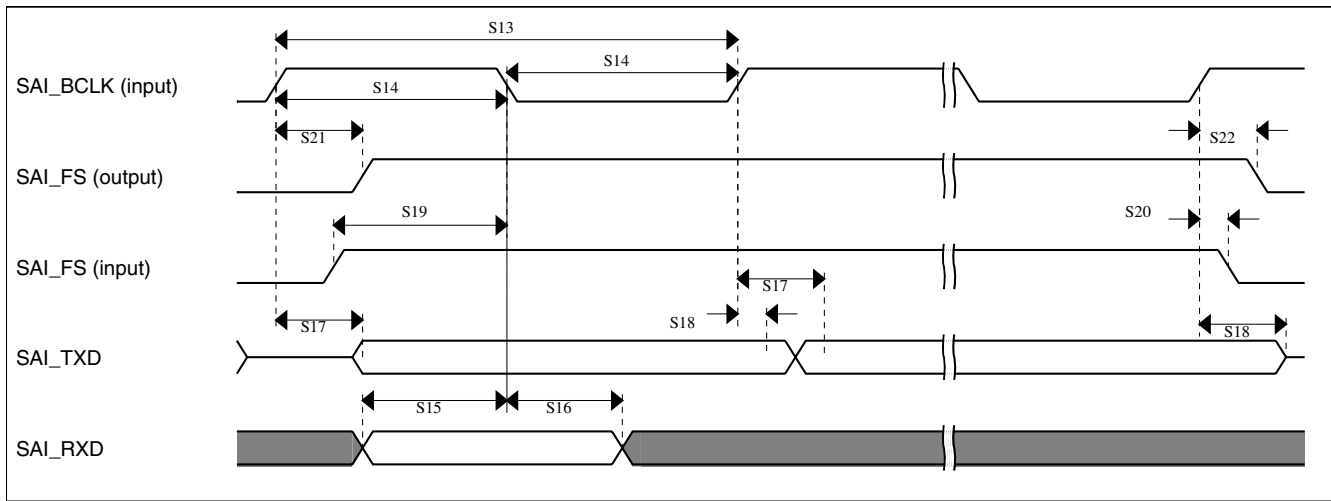 S13
SAI_BCLK (input)
S14
S14
S21
S22
SAI_FS (output)
S19
S20
SAI_FS (input)
S17
S18
S17
S18
SAI_TXD
S15
S16
SAI_RXD